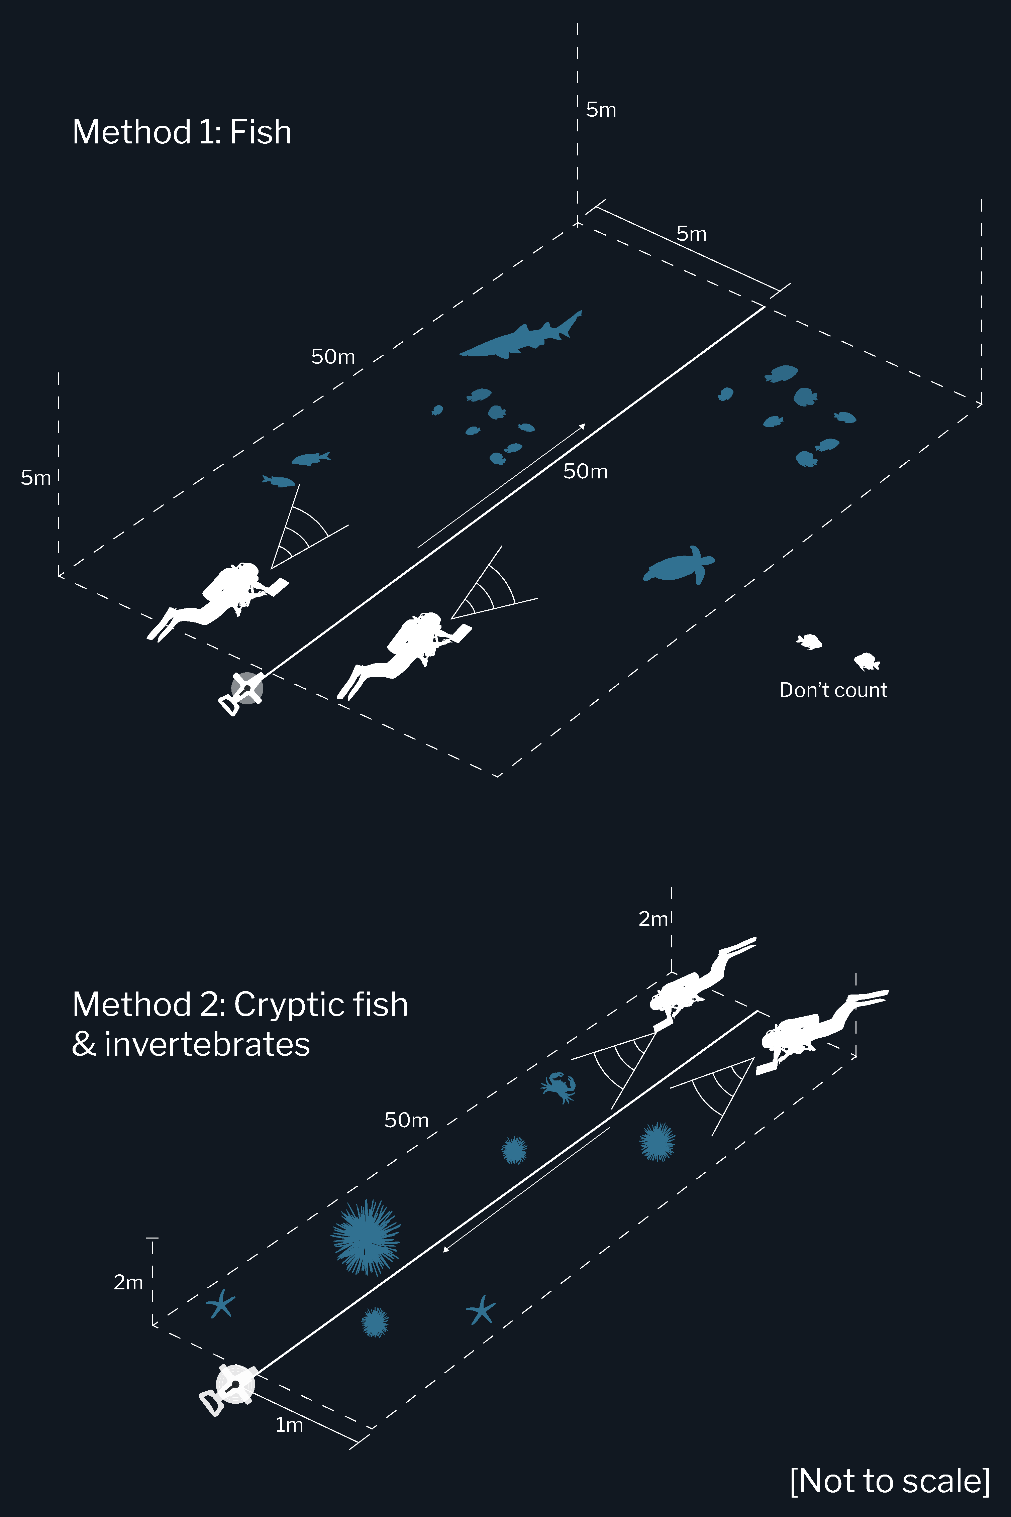 5m
Method 1: Fish
5m
50m
50m
5m
Don't count
2m
Method 2: Cryptic fish
& invertebrates
50m
2m
1m
[Not to scale]